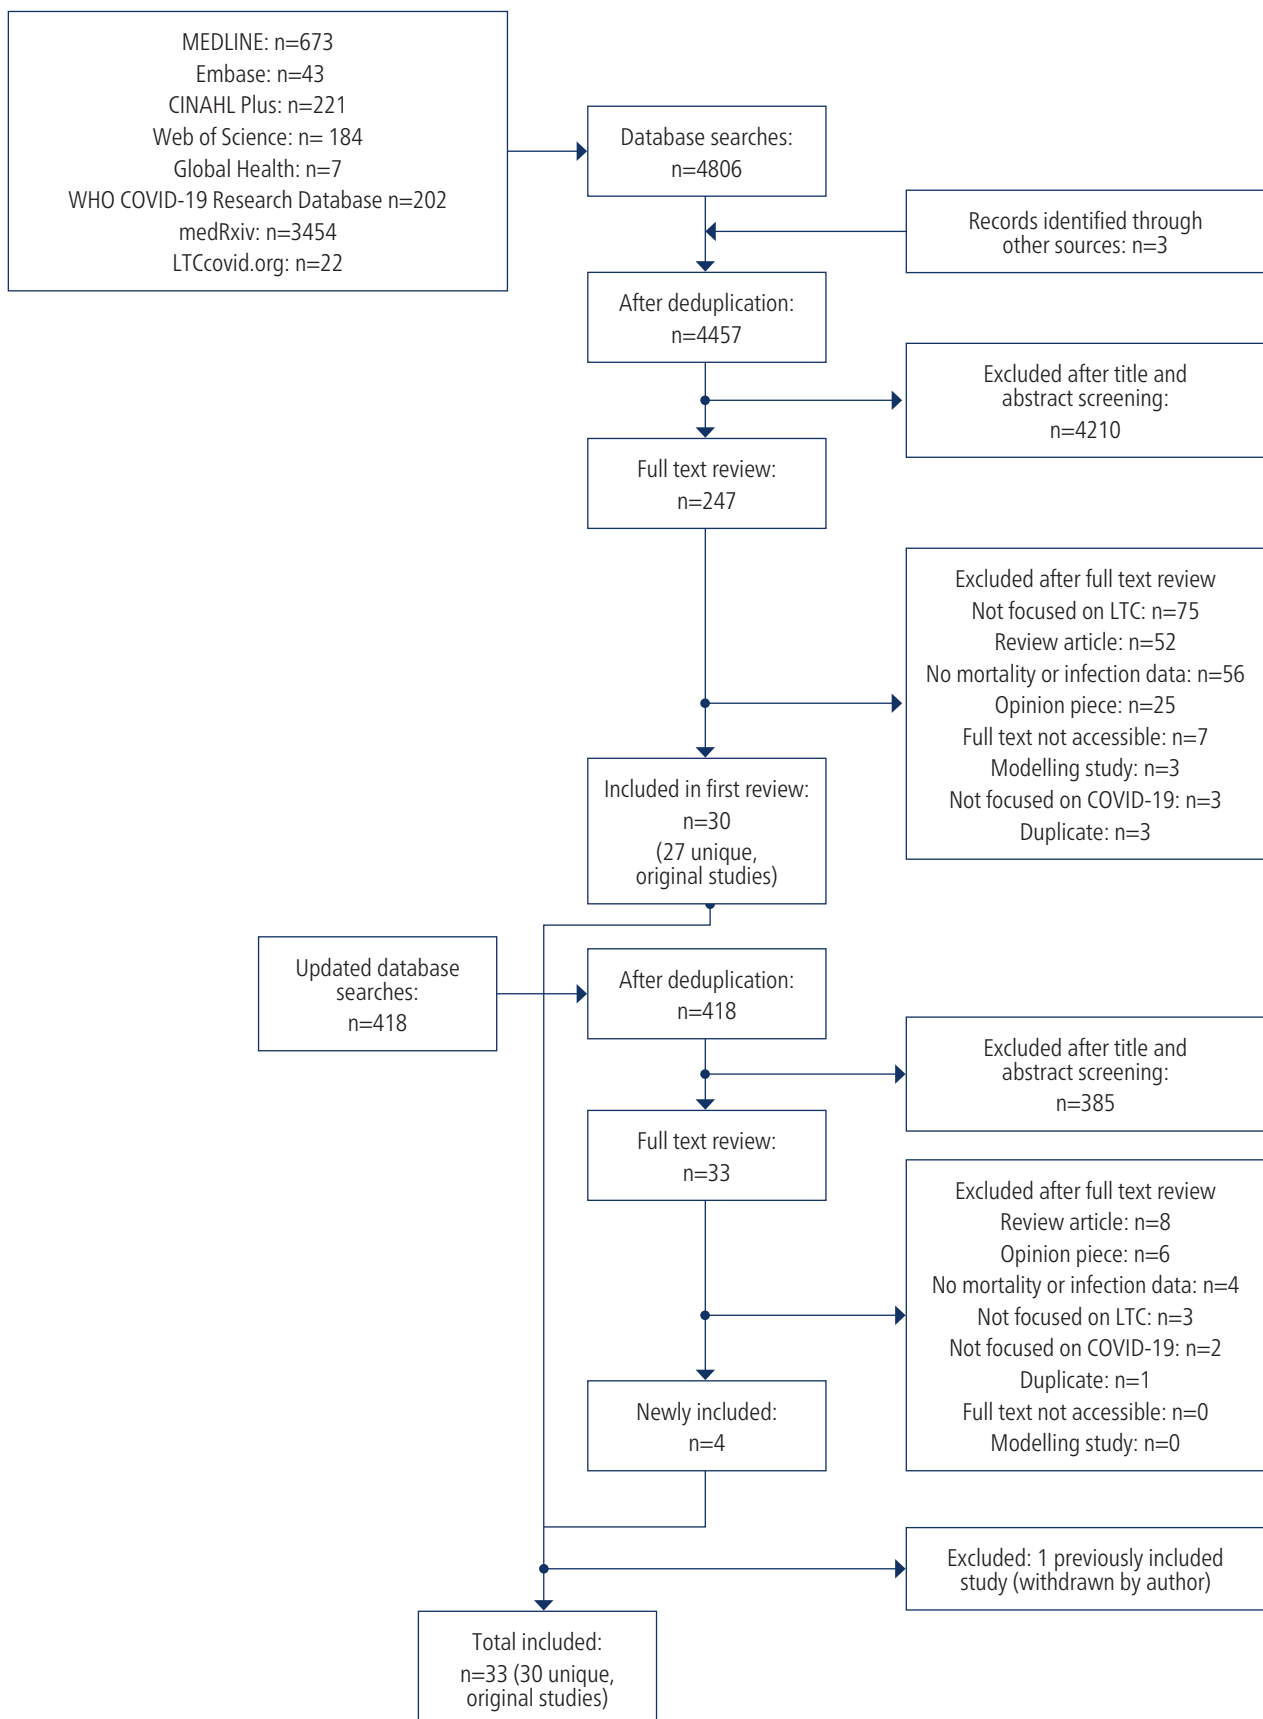 MEDLINE: n=673
Embase: n=43
CINAHL Plus: n=221
Web of Science: n= 184
Global Health: n=7
WHO COVID-19 Research Database n=202
medRxiv: n=3454
LTCcovid.org: n=22
Database searches:
n=4806
Records identified through
other sources: n=3
After deduplication:
n=4457
Excluded after title and
abstract screening:
n=4210
Full text review:
n=247
Excluded after full text review
Not focused on LTC: n=75
Review article: n=52
No mortality or infection data: n=56
Opinion piece: n=25
Full text not accessible: n=7
Modelling study: n=3
Not focused on COVID-19: n=3
Duplicate: n=3
Included in first review:
n=30
(27 unique,
original studies)
Updated database
searches:
n=418
After deduplication:
n=418
Excluded after title and
abstract screening:
n=385
Full text review:
n=33
Excluded after full text review
Review article: n=8
Opinion piece: n=6
No mortality or infection data: n=4
Not focused on LTC: n=3
Not focused on COVID-19: n=2
Duplicate: n=1
Full text not accessible: n=0
Modelling study: n=0
Newly included:
n=4
Excluded: 1 previously included
study (withdrawn by author)
Total included:
n=33 (30 unique,
original studies)